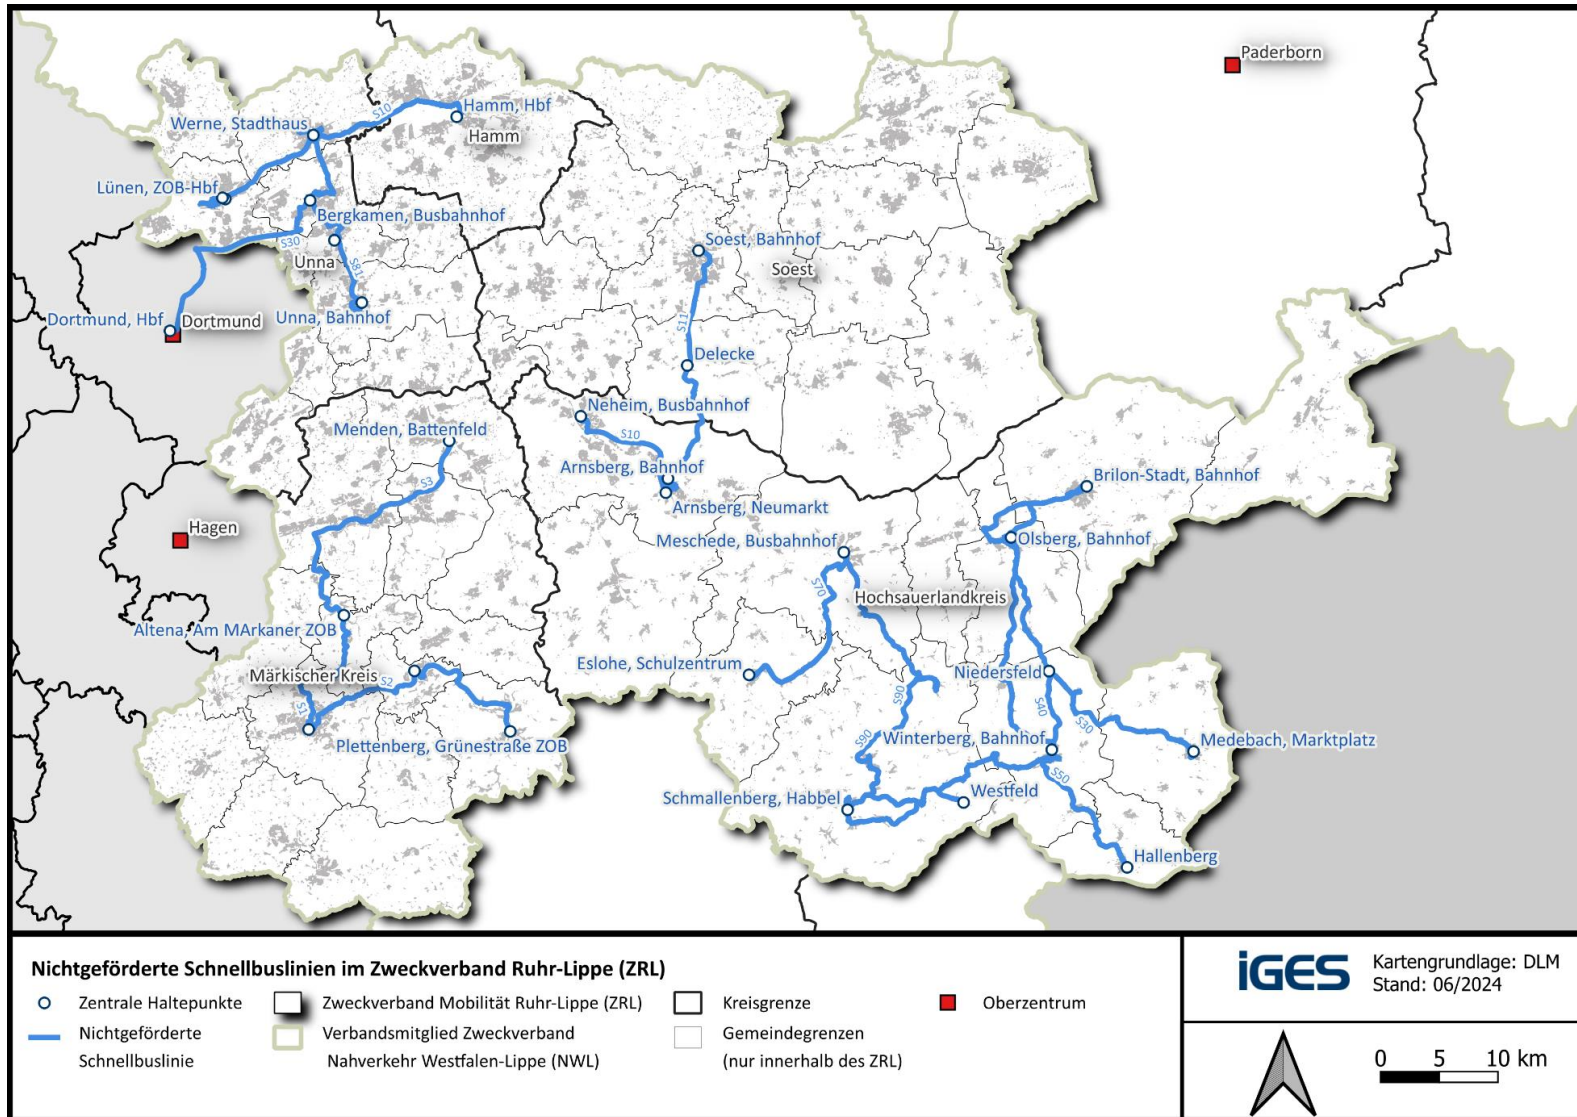 Paderborn
S10
Hamm, Hbf
Werne, Stadthaus
Hamm
Lünen, ZOB-Hbf
Bergkamen, Busbahnhof
S30
Unna
S81
Soest, Bahnhof
Soest
Unna, Bahnhof
Dortmund, Hbf
Dortmund
S11
Delecke
Neheim, Busbahnhof
S10
Menden, Battenfeld
Arnsberg, Bahnhof
S3
Brilon-Stadt, Bahnhof
Arnsberg, Neumarkt
Hagen
Meschede, Busbahnhof
Olsberg, Bahnhof
S70
Hochsauerlandkreis
Altena, Am MArkaner ZOB
Eslohe, Schulzentrum
Niedersfeld
Märkischer Kreis
S2
S90
S40
S1
S30
Plettenberg, Grünestraße ZOB
S90
Winterberg, Bahnhof
Medebach, Marktplatz
S50
Schmallenberg, Habbel
Westfeld
Hallenberg
Nichtgeförderte Schnellbuslinien im Zweckverband Ruhr-Lippe (ZRL)
Zentrale Haltepunkte
Zweckverband Mobilität Ruhr-Lippe (ZRL)
Kreisgrenze
Oberzentrum
Nichtgeförderte
Schnellbuslinie
Verbandsmitglied Zweckverband
Nahverkehr Westfalen-Lippe (NWL)
Gemeindegrenzen
(nur innerhalb des ZRL)
iGES
Kartengrundlage: DLM
Stand: 06/2024
0 5 10 km